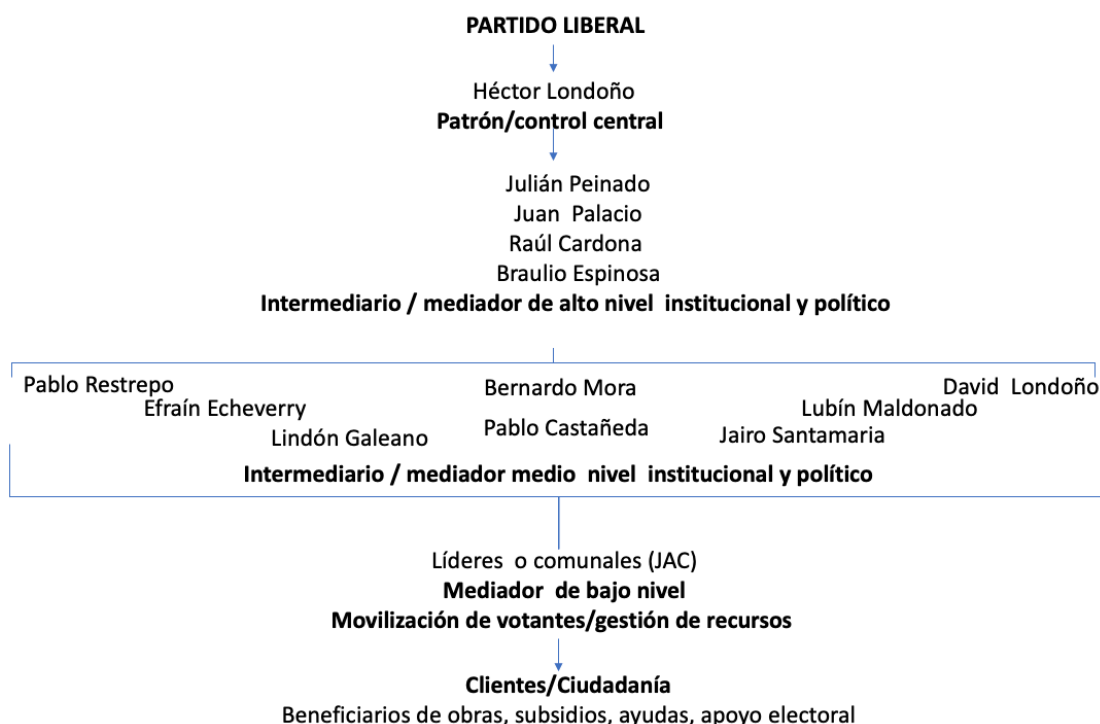 PARTIDO LIBERAL
Héctor Londoño
Patrón/control central
Julián Peinado
Juan Palacio
Raúl Cardona
Braulio Espinosa
Intermediario / mediador de alto nivel institucional y político
Pablo Restrepo
Efraín Echeverry
Lindón Galeano
Bernardo Mora
Pablo Castañeda
David Londoño
Lubín Maldonado
Jairo Santamaria
Intermediario / mediador medio nivel institucional y político
Líderes o comunales (JAC)
Mediador de bajo nivel
Movilización de votantes/gestión de recursos
Clientes/Ciudadanía
Beneficiarios de obras, subsidios, ayudas, apoyo electoral